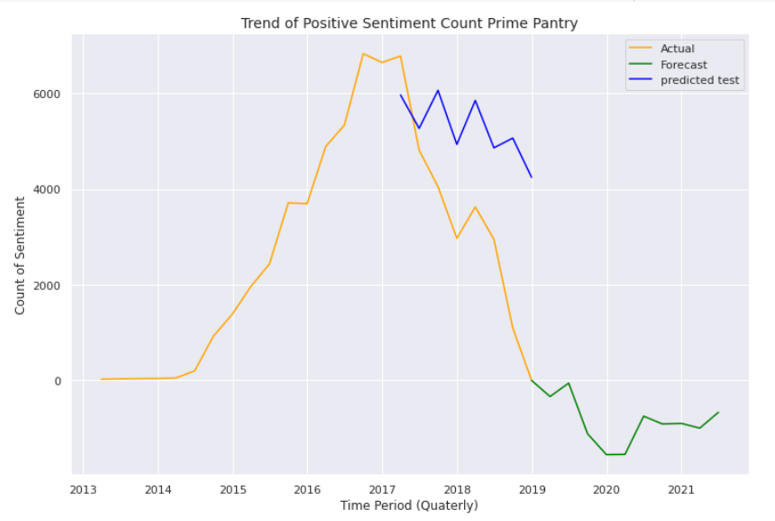 Trend of Positive Sentiment Count Prime Pantry
Actual
Forecast
predicted test
6000
4000
2000
0
Count of Sentiment
2013 2014 2015 2016 2017 2018 2019 2020 2021
Time Period (Quaterly)